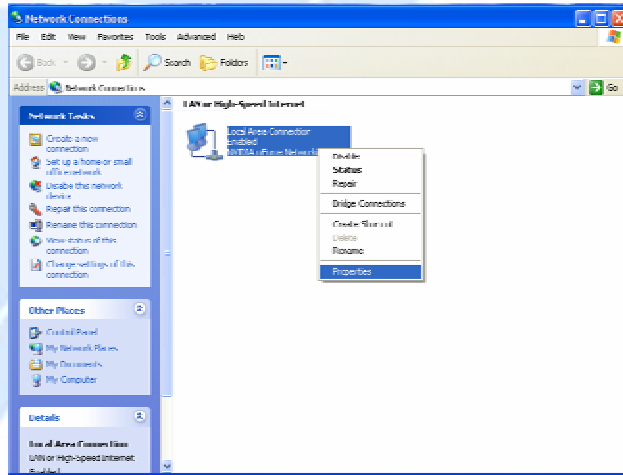 Network Connections
File Edit View Favorites Tools Advanced Help
Back Search Folders
Address Network Connections Go
Network Tasks
Create a new
connection
Set up a home or small
office network
Disable this network
device
Repair this connection
Rename this connection
View status of this
connection
Change settings of this
connection
Other Places
Control Panel
My Network Places
My Documents
My Computer
Details
Local Area Connection
LAN or High-Speed Internet
Enabled
LAN or High-Speed Internet
Local Area Connection
Enabled
NVIDIA nForce Network
Disable
Status
Repair
Bridge Connections
Create Shortcut
Delete
Rename
Properties